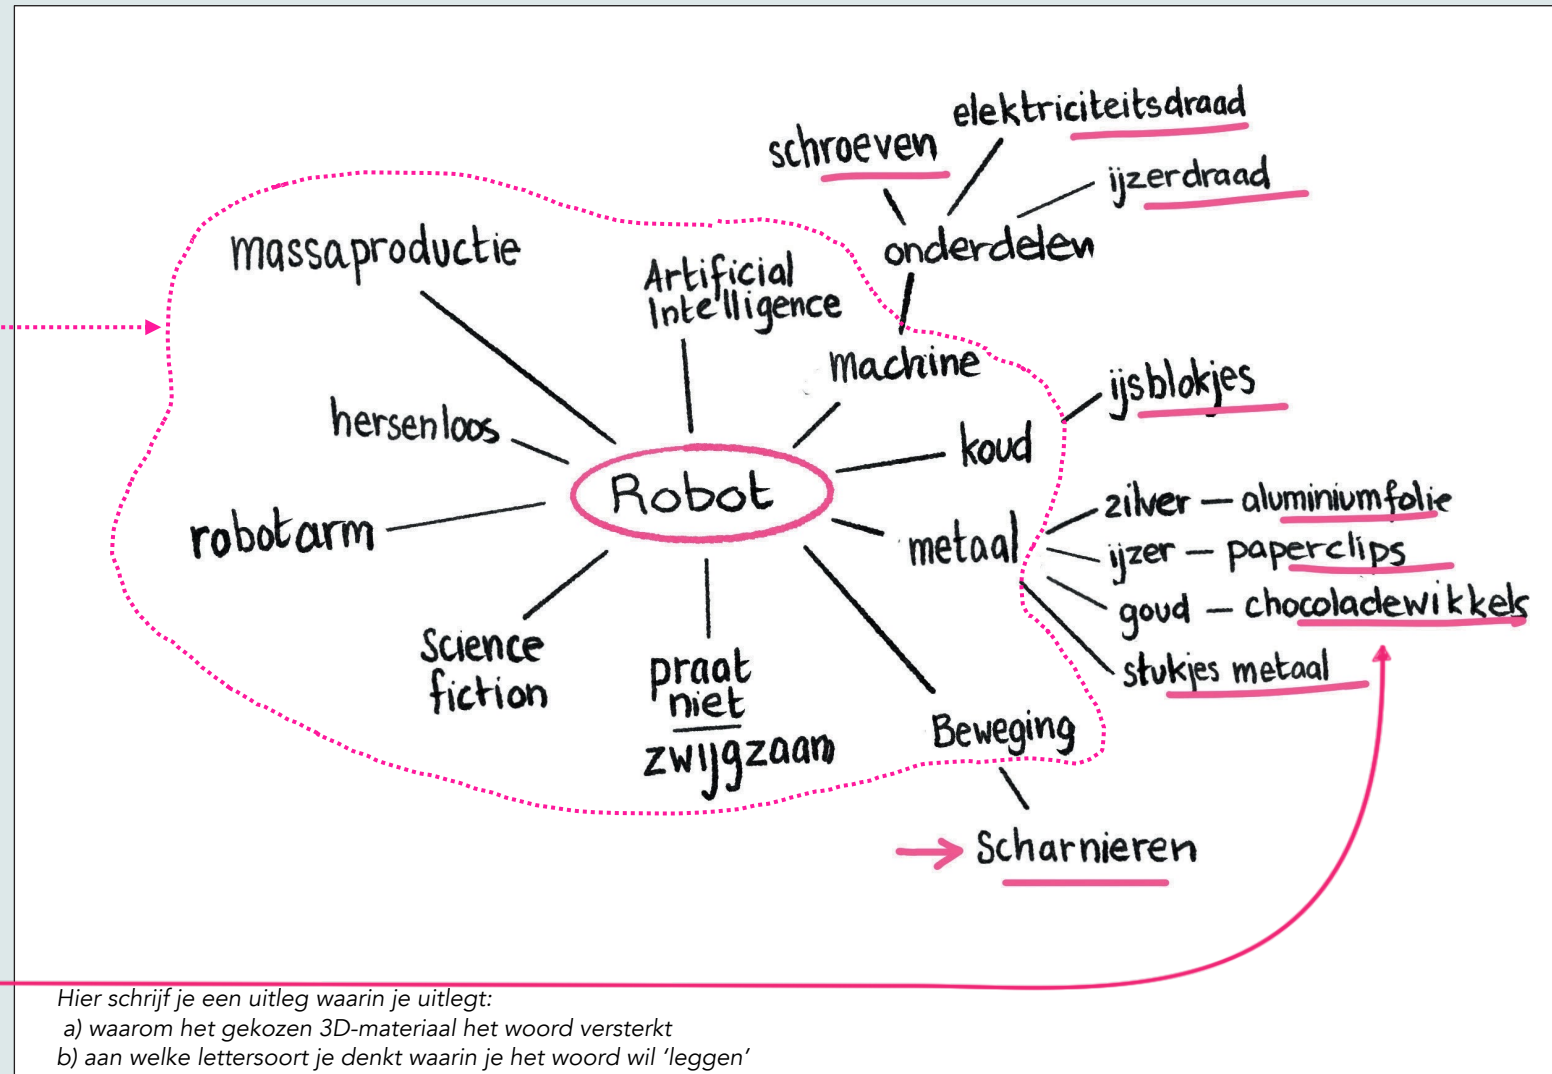 elektriciteitsdraad
schroeven
ijzerdraad
onderdelen
massaproductie
Artificial
Intelligence
machine
ijsblokjes
hersenloos
koud
Robot
zilver — aluminiumfolie
robotarm
metaal
ijzer — paperclips
goud — chocoladewikkels
stukjes metaal
Science
fiction
praat
niet
zwijgzaam
Beweging
Scharnieren
Hier schrijf je een uitleg waarin je uitlegt:
a) waarom het gekozen 3D-materiaal het woord versterkt
b) aan welke lettersoort je denkt waarin je het woord wil ‘leggen’